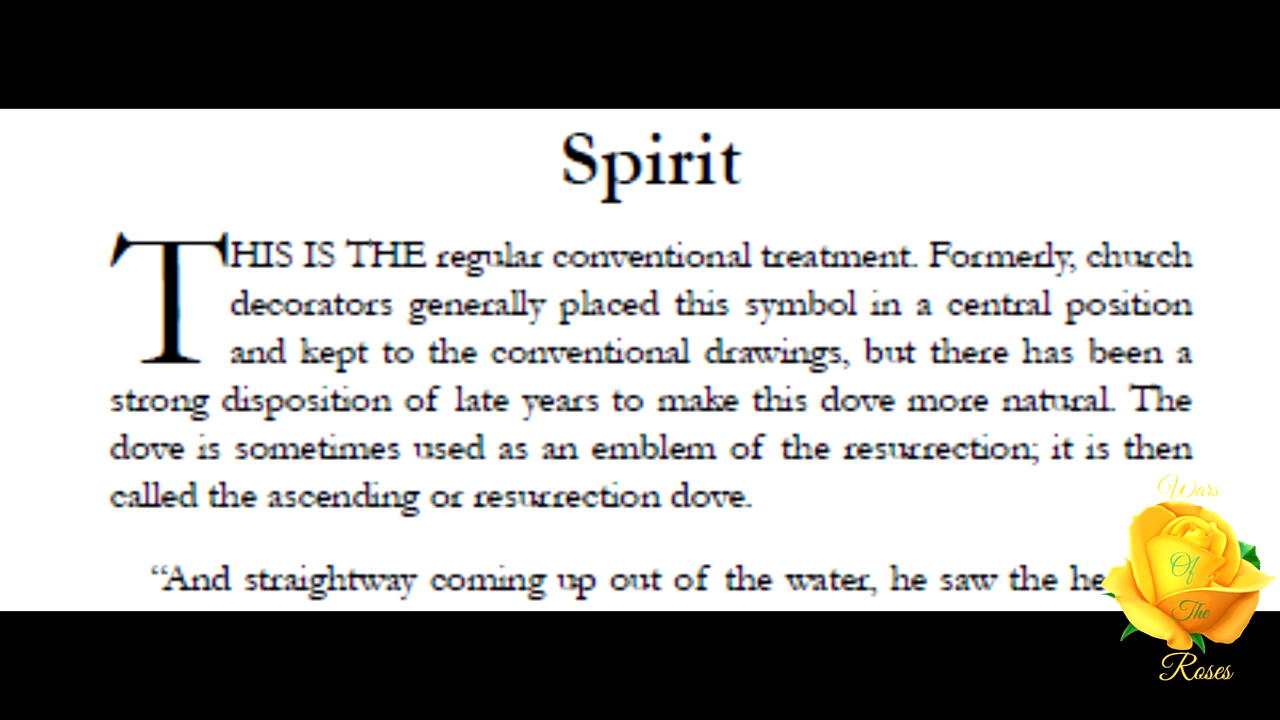 Spirit
THIS IS THE regular conventional treatment. Formerly, church
decorators generally placed this symbol in a central position
and kept to the conventional drawings, but there has been a
strong disposition of late years to make this dove more natural. The
dove is sometimes used as an emblem of the resurrection; it is then
called the ascending or resurrection dove.
“And straightway coming up out of the water, he saw the
Wars
Of
The
Roses